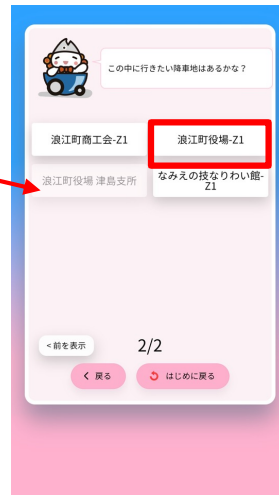 この中に行きたい降車地はあるかな？
浪江町商工会-Z1
浪江町役場-Z1
浪江町役場 津島支所
なみえの技なりわい館-
Z1
<前を表示
2/2
く 戻る
はじめに戻る